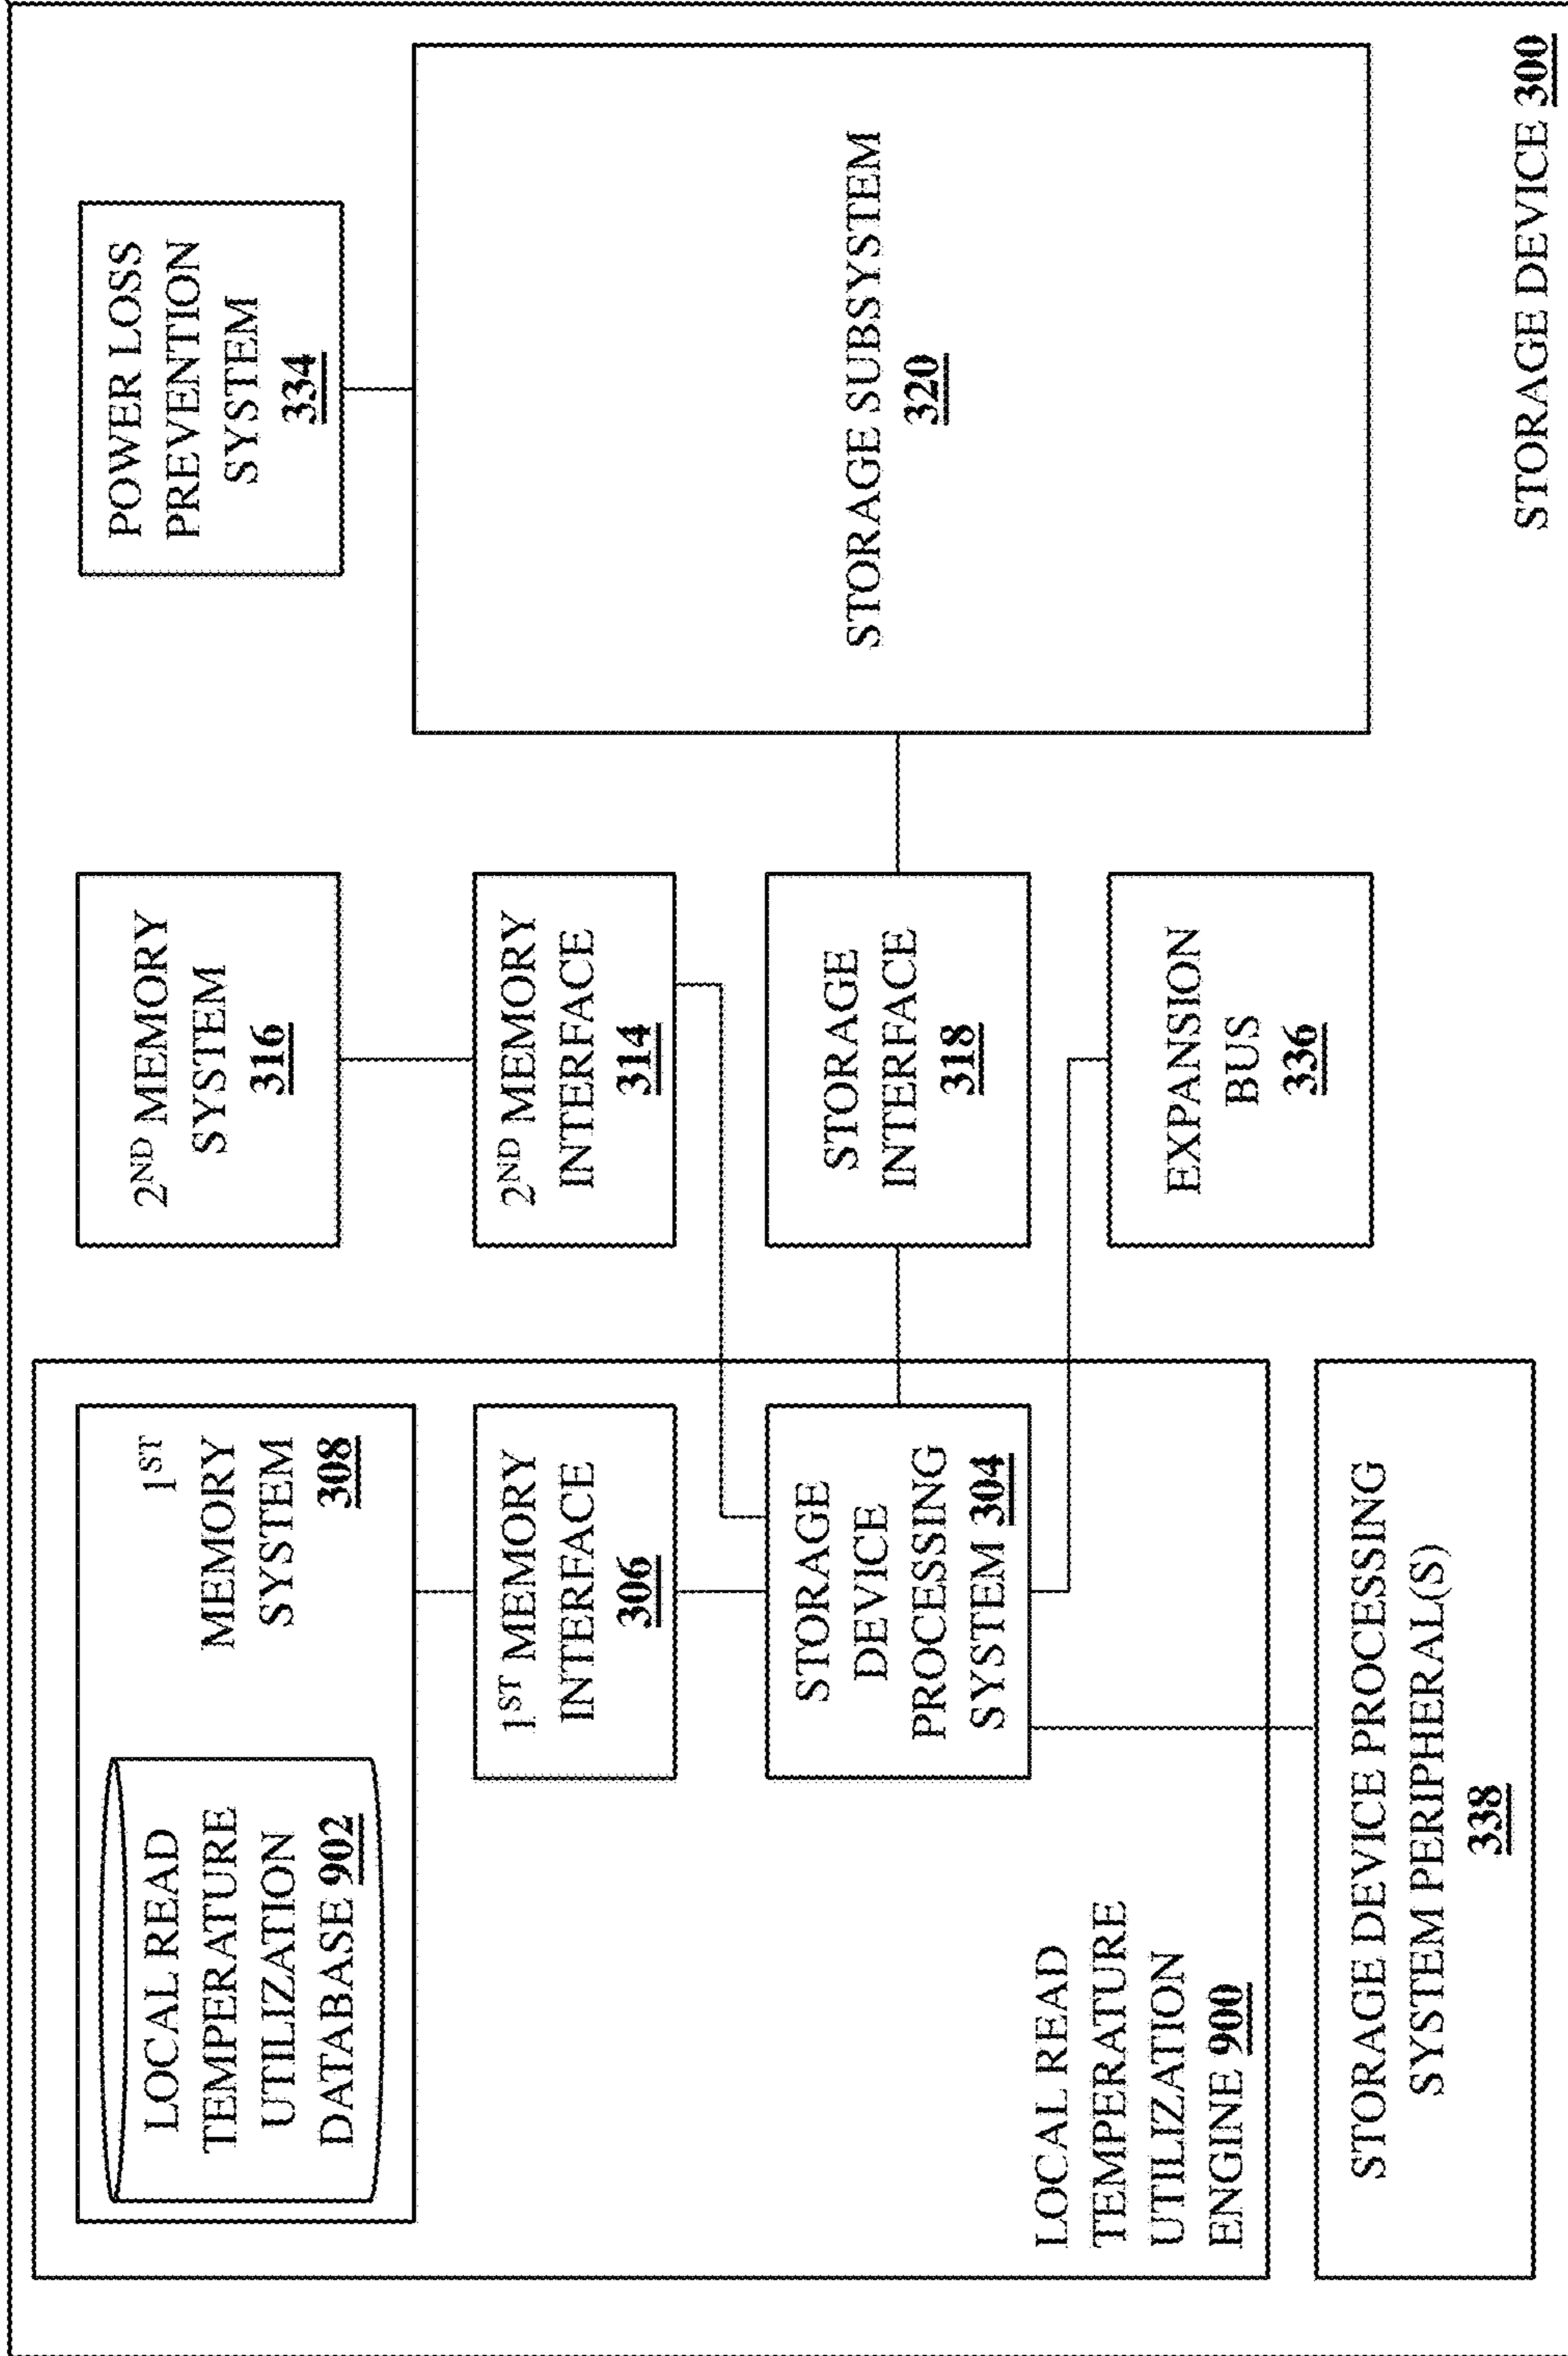 LOCAL READ
TEMPERATURE
UTILIZATION
DATABASE 902
1ST
MEMORY
SYSTEM
308
2ND MEMORY
SYSTEM
316
POWER LOSS
PREVENTION
SYSTEM
334
1ST MEMORY
INTERFACE
306
2ND MEMORY
INTERFACE
314
STORAGE
DEVICE
PROCESSING
SYSTEM 304
STORAGE
INTERFACE
318
STORAGE SUBSYSTEM
320
LOCAL READ
TEMPERATURE
UTILIZATION
ENGINE 900
EXPANSION
BUS
336
STORAGE DEVICE PROCESSING
SYSTEM PERIPHERAL(S)
338
STORAGE DEVICE 300